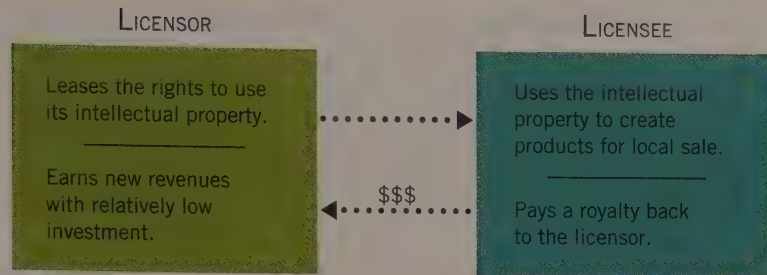 LICENSOR
Leases the rights to use
its intellectual property.
Earns new revenues
with relatively low
investment.
$$$
LICENSEE
Uses the intellectual
property to create
products for local sale.
Pays a royalty back
to the licensor.